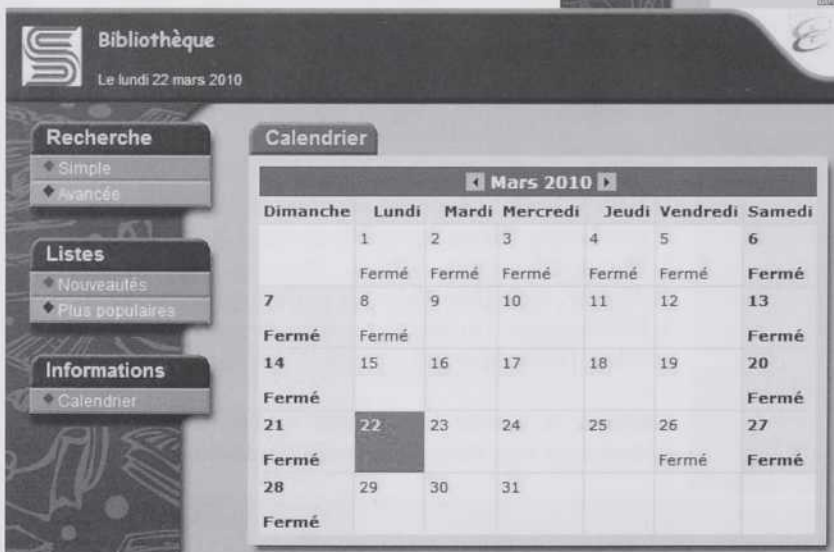 Bibliothèque
Le lundi 22 mars 2010
Recherche
Simple
Avancée
Listes
Nouveautés
Plus populaires
Informations
Calendrier
Calendrier
Mars 2010
Dimanche Lundi Mardi Mercredi Jeudi Vendredi Samedi
1 2 3 4 5 6
Fermé Fermé Fermé Fermé Fermé Fermé
7 8 9 10 11 12 13
Fermé Fermé Fermé
14 15 16 17 18 19 20
Fermé Fermé
21 22 23 24 25 26 27
Fermé Fermé Fermé
28 29 30 31
Fermé